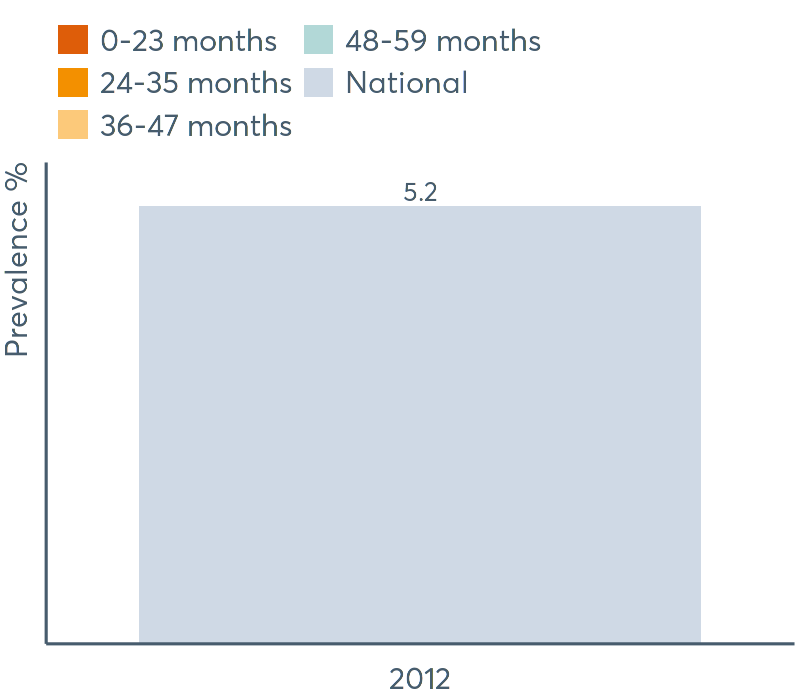 0-23 months
24-35 months
36-47 months
48-59 months
National
Prevalence %
5.2
2012